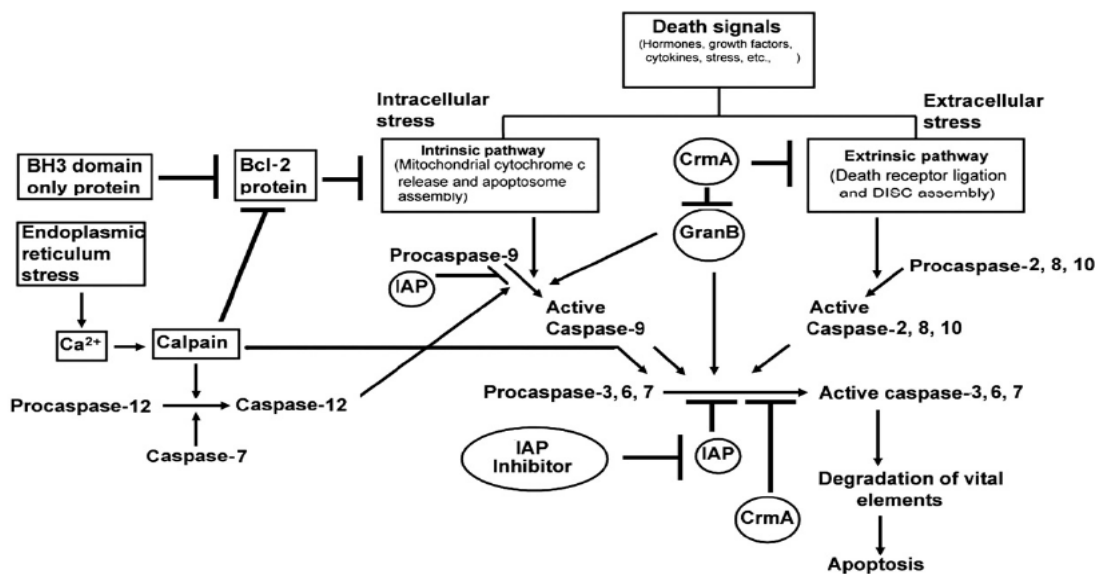 Death signals
(Hormones, growth factors,
cytokines, stress, etc., )
Intracellular
stress
Extracellular
stress
BH3 domain
only protein
Bcl-2
protein
Intrinsic pathway
(Mitochondrial cytochrome c
release and apoptosome
assembly)
CrmA
Extrinsic pathway
(Death receptor ligation
and DISC assembly)
GranB
Endoplasmic
reticulum
stress
Procaspase-9
IAP
Procaspase-2, 8, 10
Active
Caspase-9
Active
Caspase-2, 8, 10
Ca2+
Calpain
Procaspase-12
Caspase-12
Procaspase-3, 6, 7
Active caspase-3, 6, 7
Caspase-7
IAP
Inhibitor
IAP
CrmA
Degradation of vital
elements
Apoptosis